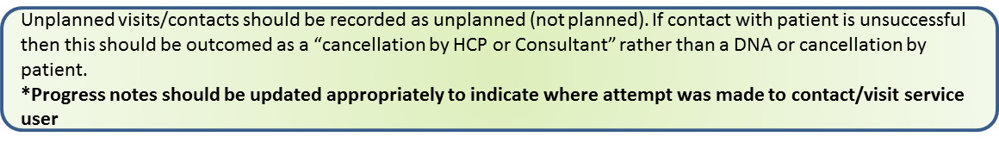 Unplanned visits/contacts should be recorded as unplanned (not planned). If contact with patient is unsuccessful
then this should be outcomed as a “cancellation by HCP or Consultant” rather than a DNA or cancellation by
patient.
*Progress notes should be updated appropriately to indicate where attempt was made to contact/visit service
user